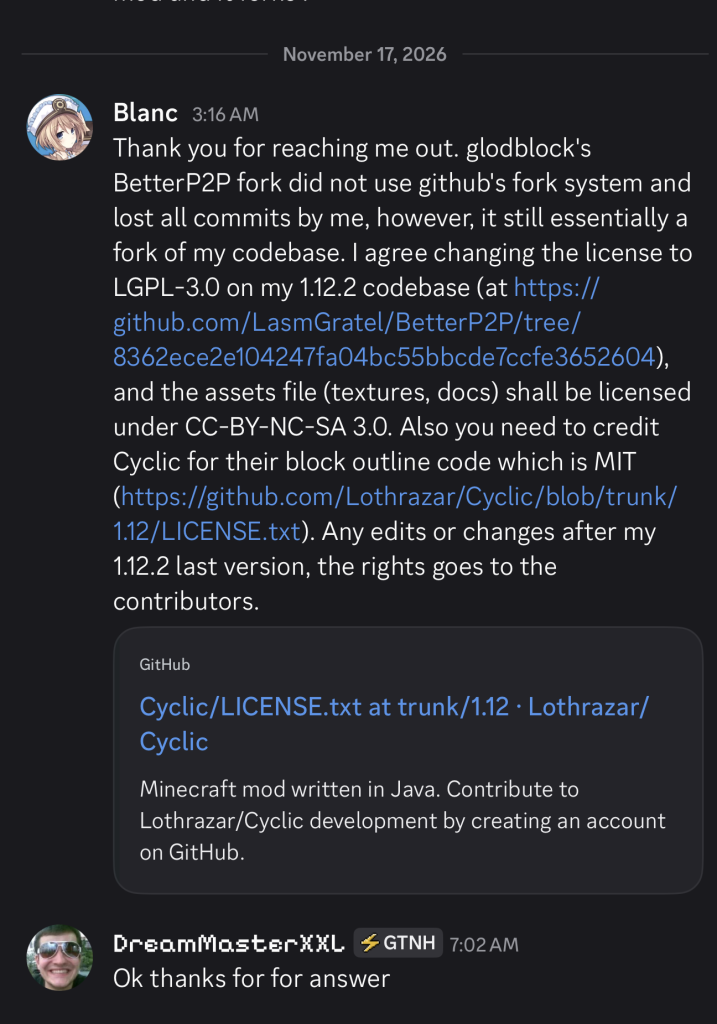 November 17, 2026
Blanc 3:16 AM
Thank you for reaching me out. glodblock's
BetterP2P fork did not use github's fork system and
lost all commits by me, however, it still essentially a
fork of my codebase. I agree changing the license to
LGPL-3.0 on my 1.12.2 codebase (at https://
github.com/LasmGratel/BetterP2P/tree/
8362ece2e104247fa04bc55bbcde7ccfe3652604),
and the assets file (textures, docs) shall be licensed
under CC-BY-NC-SA 3.0. Also you need to credit
Cyclic for their block outline code which is MIT
(https://github.com/Lothrazar/Cyclic/blob/trunk/
1.12/LICENSE.txt). Any edits or changes after my
1.12.2 last version, the rights goes to the
contributors.
GitHub
Cyclic/LICENSE.txt at trunk/1.12 · Lothrazar/
Cyclic
Minecraft mod written in Java. Contribute to
Lothrazar/Cyclic development by creating an account
on GitHub.
DreamMasterXXL ⚡GTNH 7:02 AM
Ok thanks for for answer